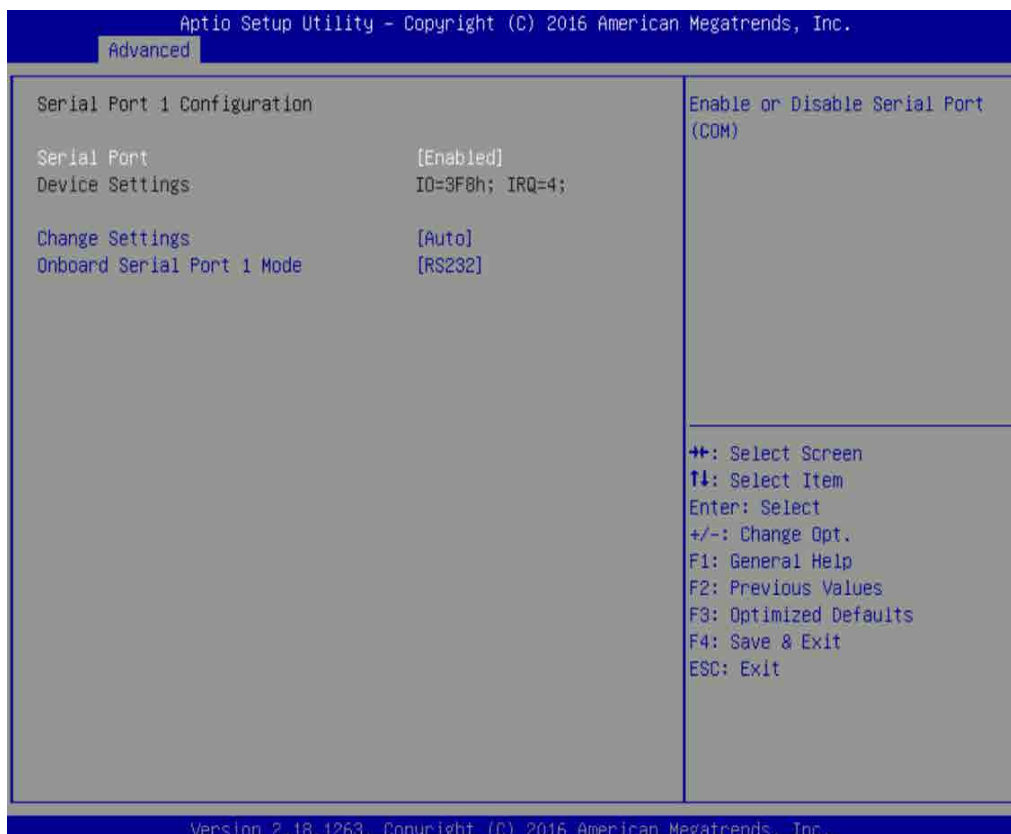 Aptio Setup Utility – Copyright (C) 2016 American Megatrends, Inc.
Advanced
Serial Port 1 Configuration
Serial Port [Enabled]
Device Settings IO=3F8h; IRQ=4;
Change Settings [Auto]
Onboard Serial Port 1 Mode [RS232]
Enable or Disable Serial Port
(COM)
→←: Select Screen
↑↓: Select Item
Enter: Select
+/-: Change Opt.
F1: General Help
F2: Previous Values
F3: Optimized Defaults
F4: Save & Exit
ESC: Exit
Version 2.18.1263. Copyright (C) 2016 American Megatrends, Inc.